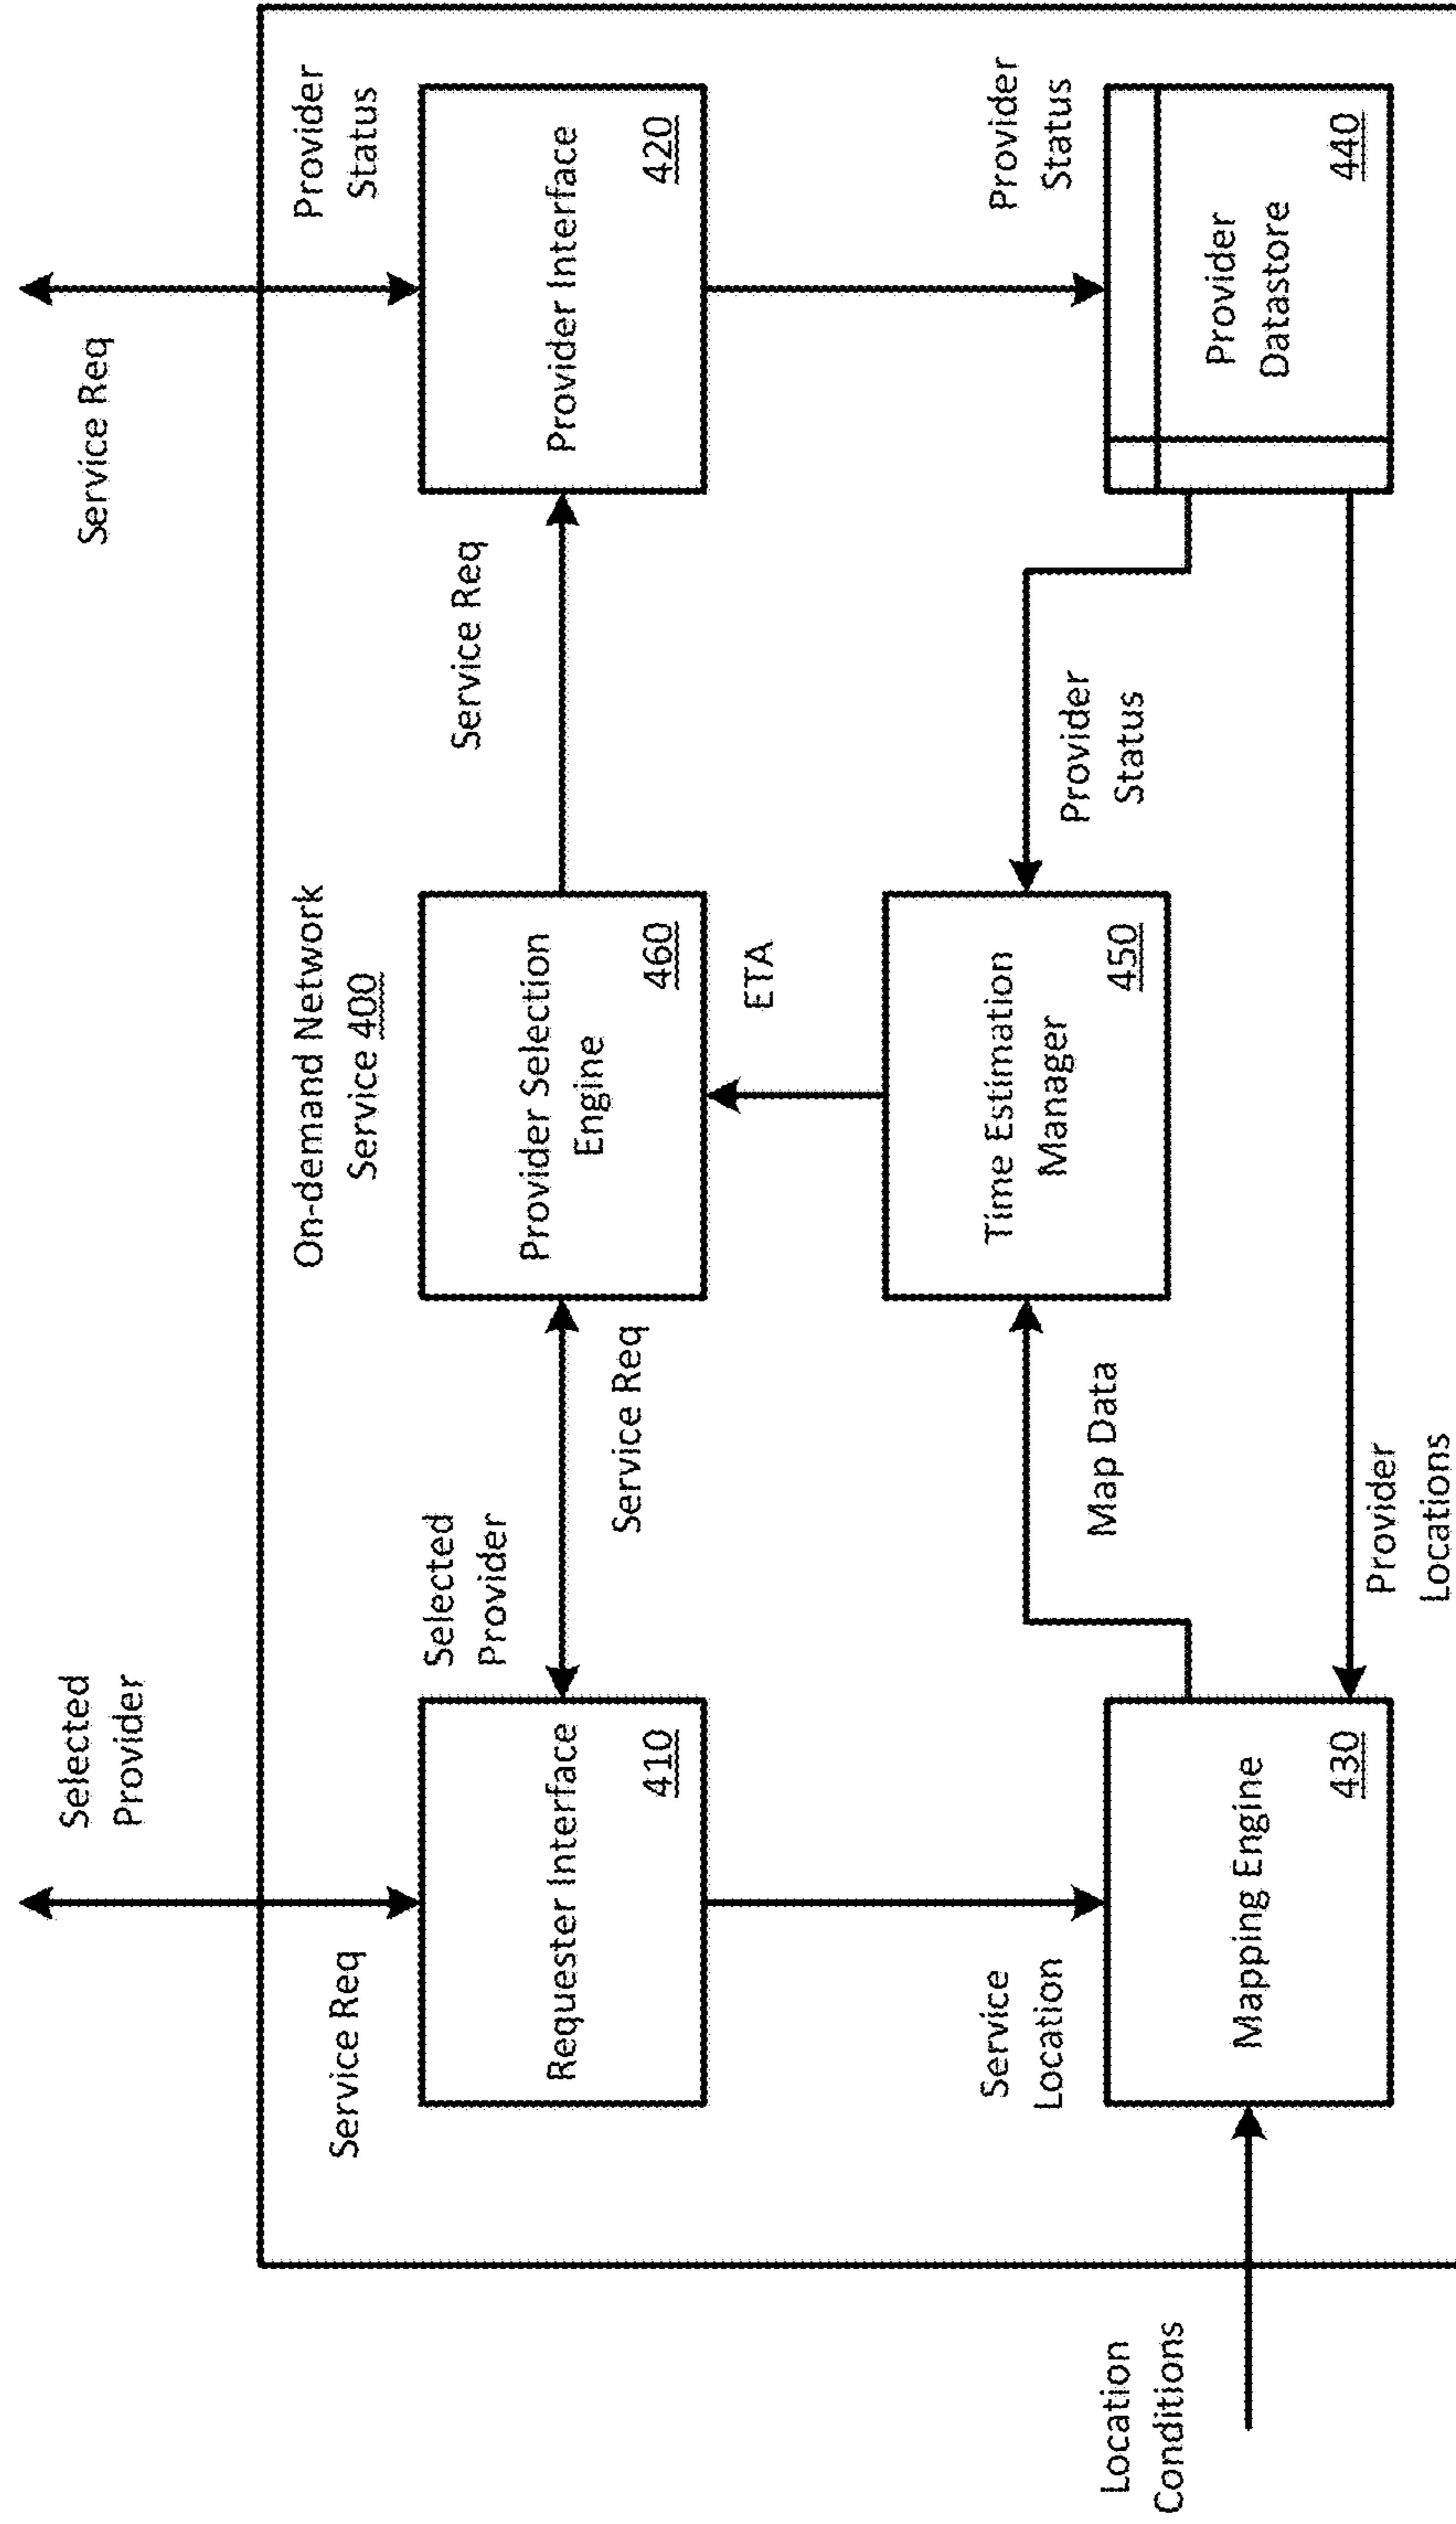 Selected
Provider
Service Req
Service Req
Provider
Status
On-demand Network
Service 400
Requester Interface
410
Selected
Provider
Service Req
Provider Selection
Engine
460
Service Req
Provider Interface
420
ETA
Service
Location
Map Data
Time Estimation
Manager
450
Provider
Status
Provider
Status
Location
Conditions
Mapping Engine
430
Provider
Locations
Provider
Datastore
440